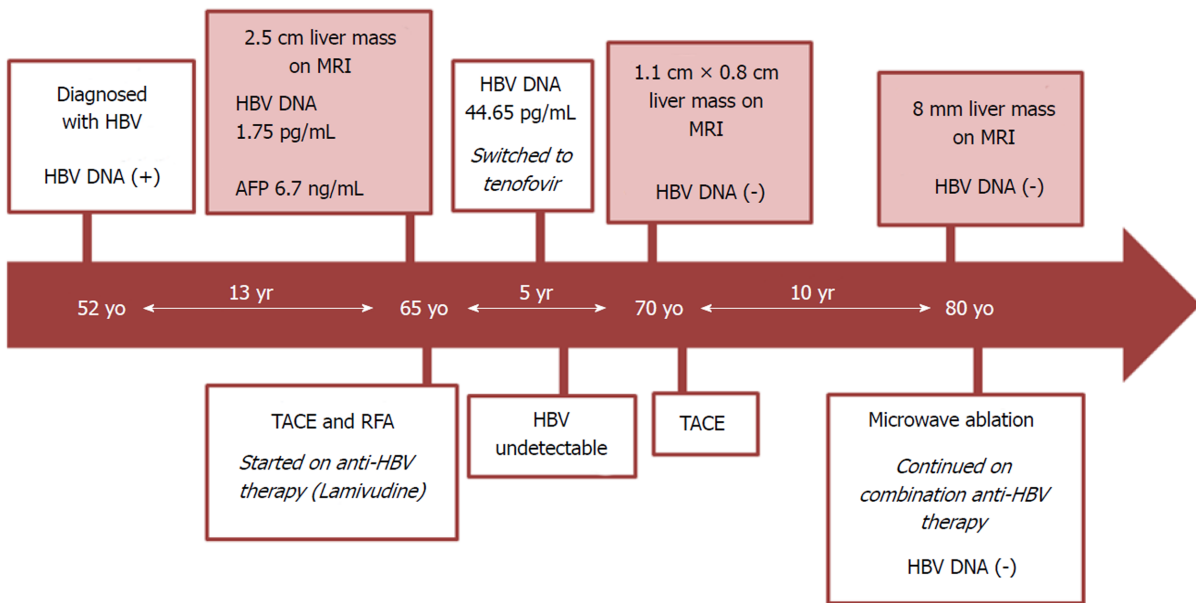 Diagnosed
with HBV
HBV DNA (+)
2.5 cm liver mass
on MRI
HBV DNA
1.75 pg/mL
AFP 6.7 ng/mL
HBV DNA
44.65 pg/mL
Switched to
tenofovir
1.1 cm × 0.8 cm
liver mass on
MRI
HBV DNA (-)
8 mm liver mass
on MRI
HBV DNA (-)
52 yo
13 yr
65 yo
5 yr
70 yo
10 yr
80 yo
TACE and RFA
Started on anti-HBV
therapy (Lamivudine)
HBV
undetectable
TACE
Microwave ablation
Continued on
combination anti-HBV
therapy
HBV DNA (-)